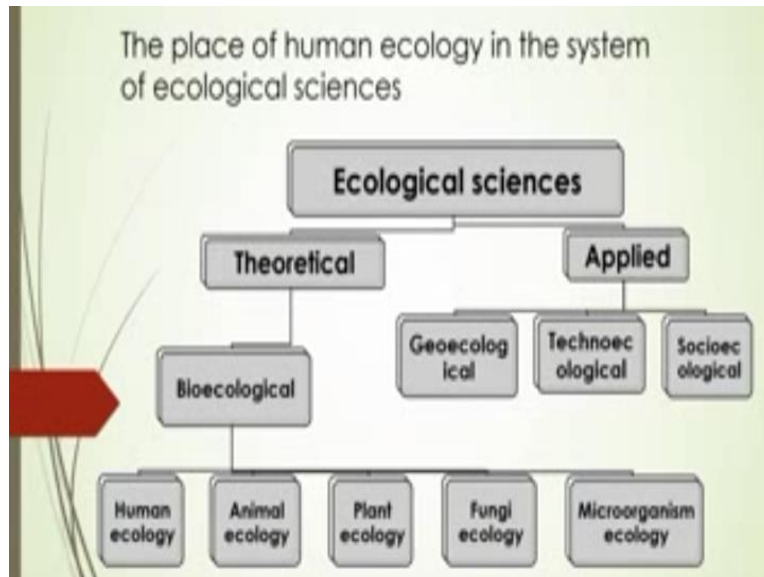 The place of human ecology in the system
of ecological sciences
Ecological sciences
Theoretical
Applied
Geoecolog
ical
Technoec
ological
Socioec
ological
Bioecological
Human
ecology
Animal
ecology
Plant
ecology
Fungi
ecology
Microorganism
ecology